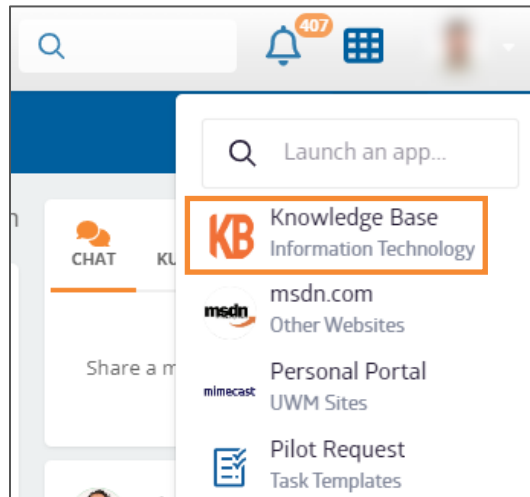 407
Launch an app...
KB
Knowledge Base
Information Technology
CHAT
KU
msdn
msdn.com
Other Websites
Share a m
mimecast
Personal Portal
UWM Sites
Pilot Request
Task Templates